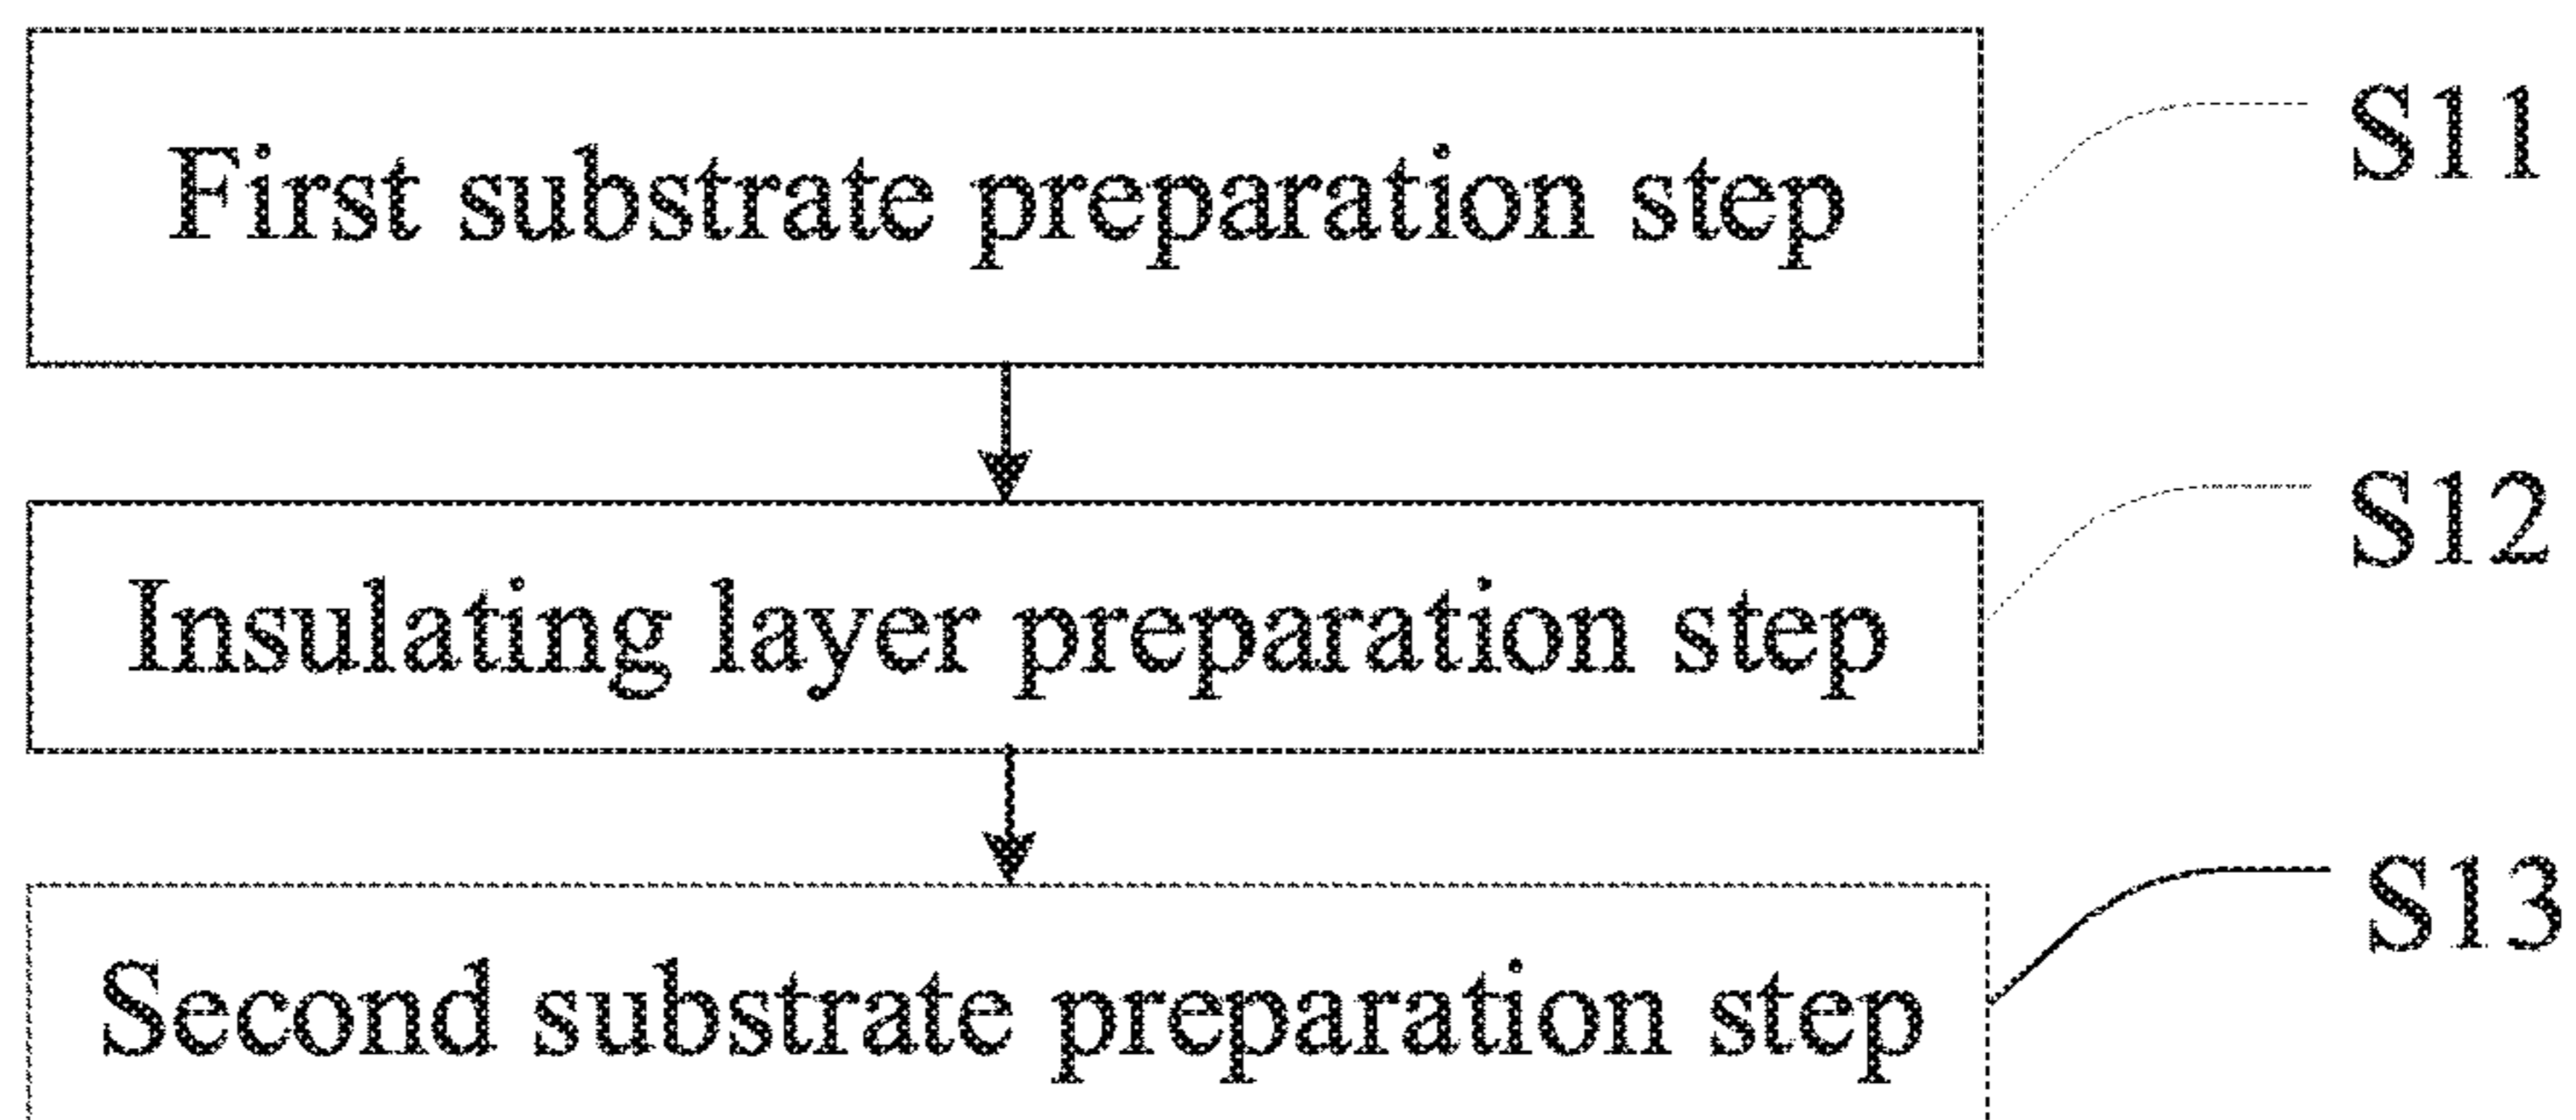 First substrate preparation step
S11
Insulating layer preparation step
S12
Second substrate preparation step
S13